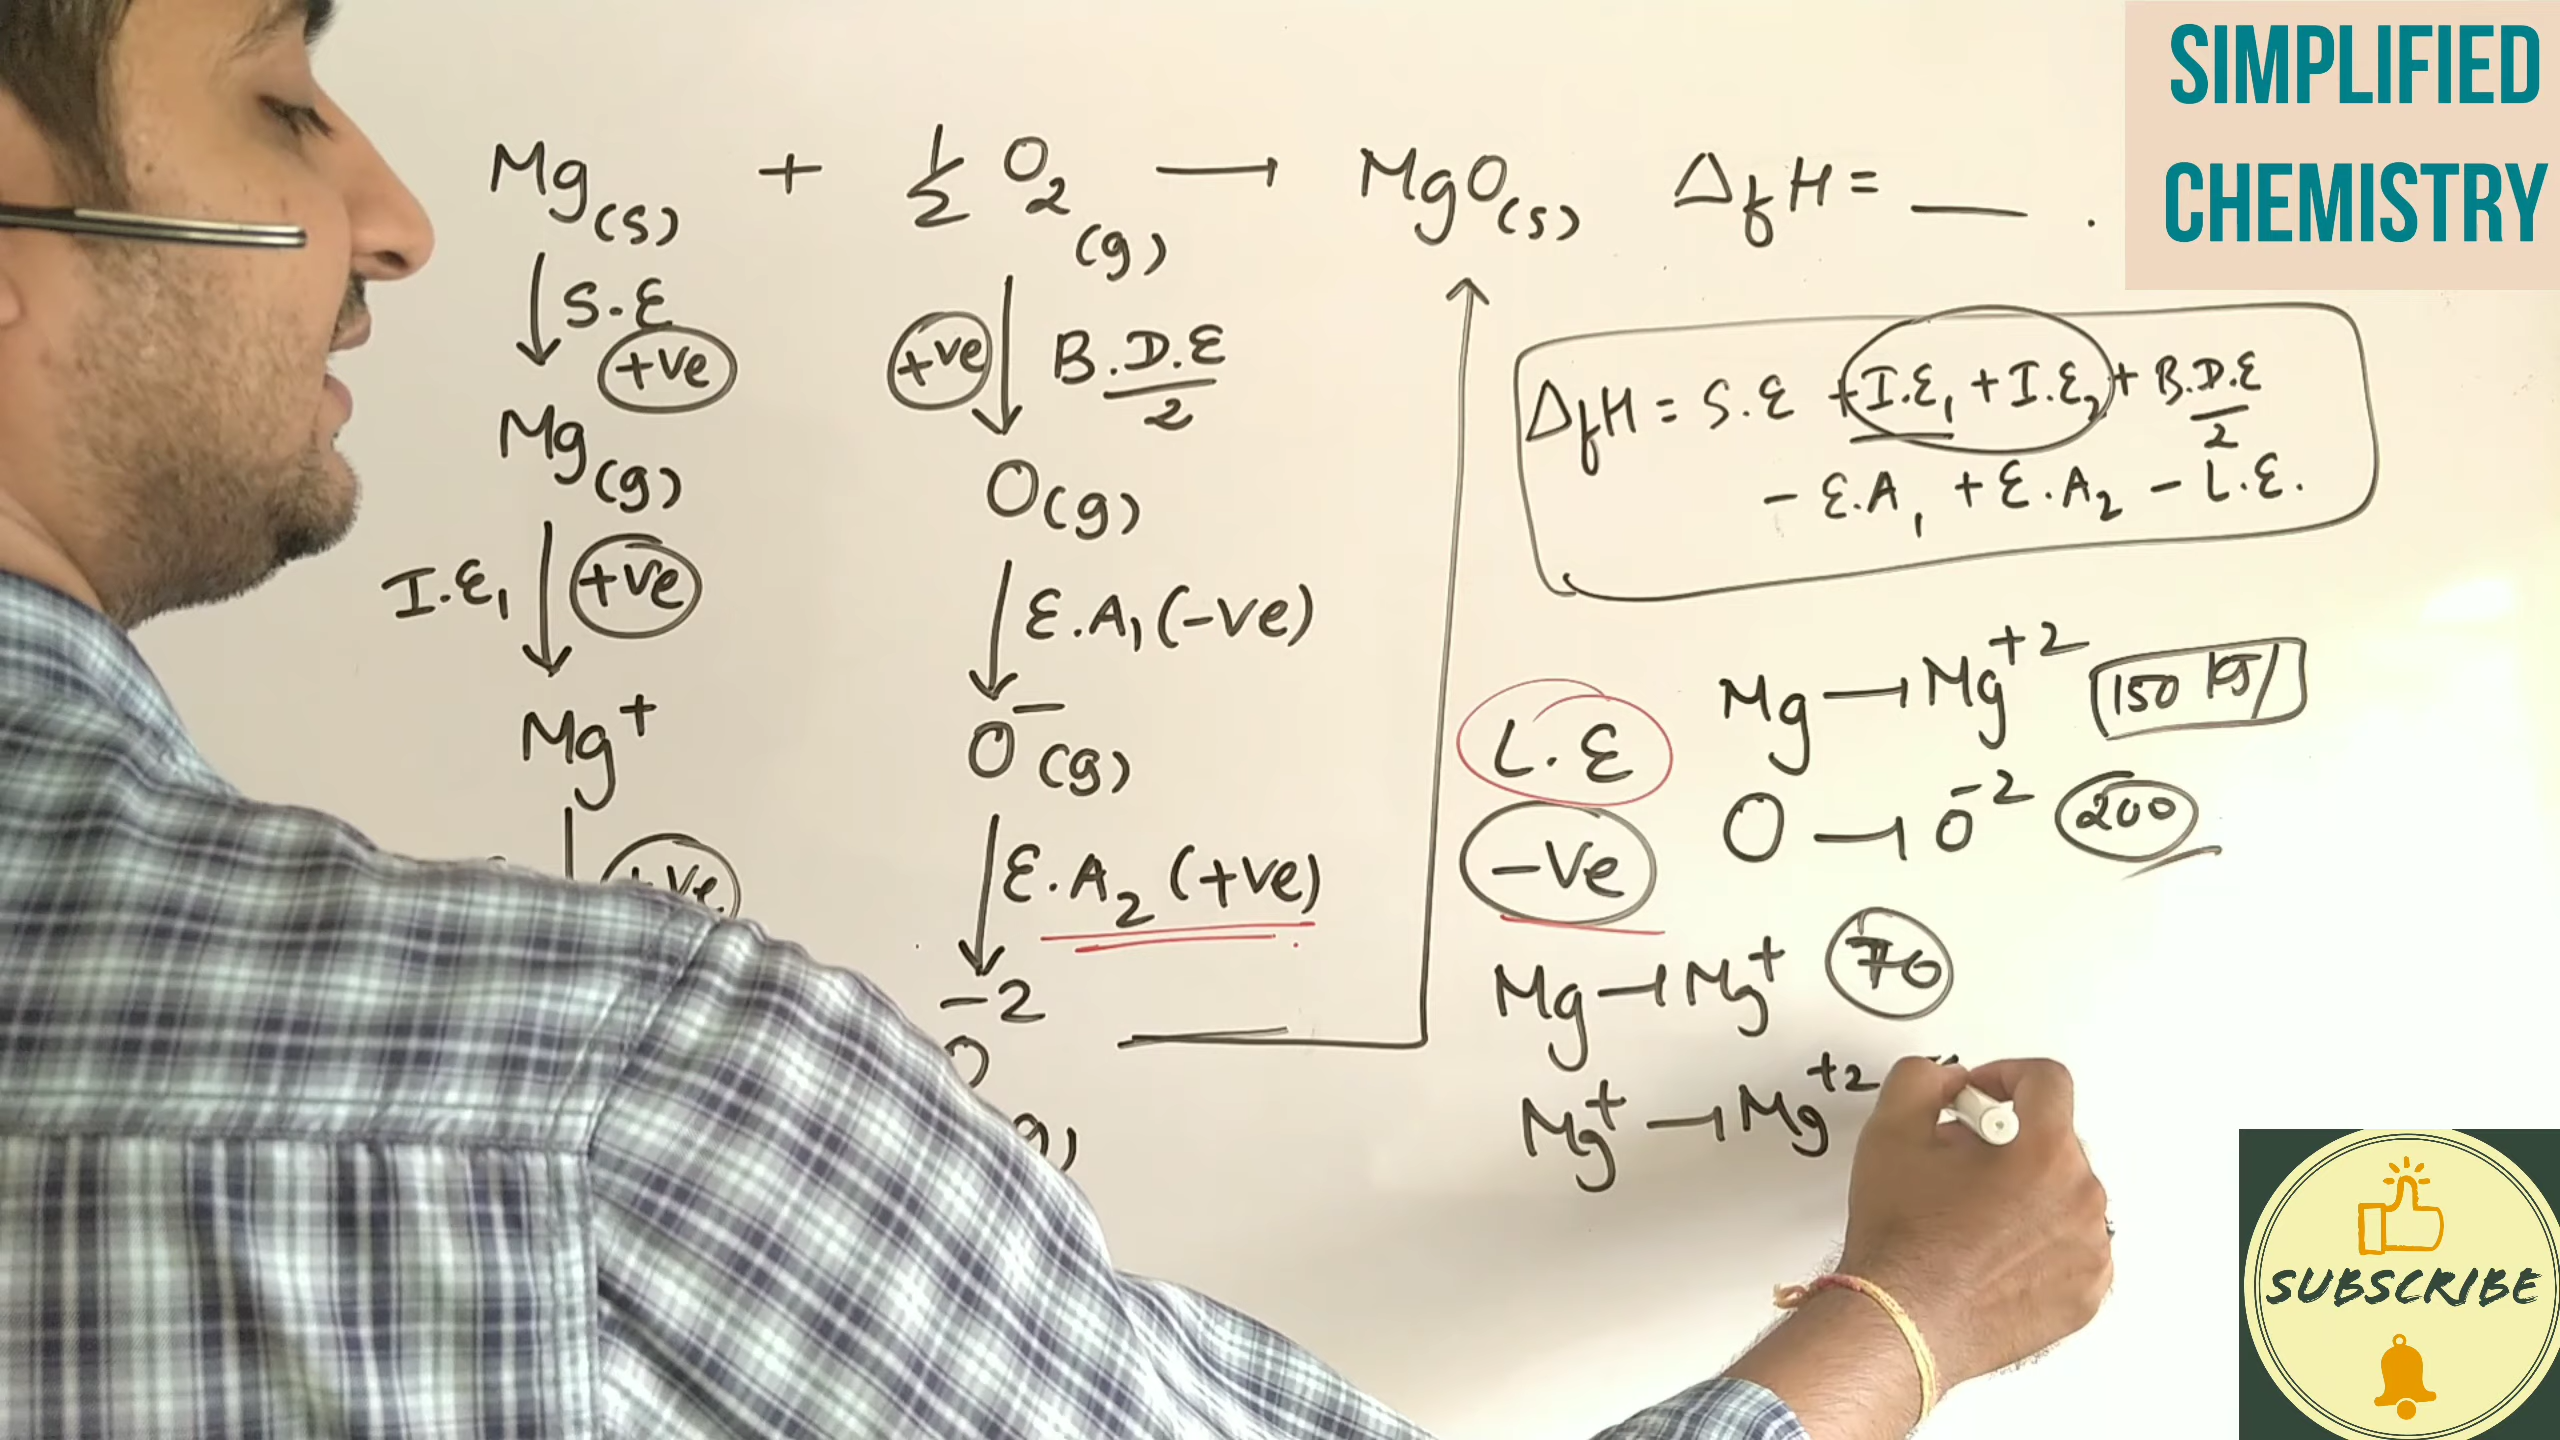 SIMPLIFIED
CHEMISTRY
Mg(s) + 1/2 O2(g) → MgO(s) ΔfH = __ .
S.E
+ve
+ve
B.D.E/2
Mg(g)
O(g)
ΔfH = S.E + I.E1 + I.E2 + B.D.E/2
- E.A1 + E.A2 - L.E.
I.E1
+ve
E.A1 (-ve)
Mg+
O-(g)
L.E
-ve
Mg → Mg+2 150 kJ/
O → O-2 200
+ve
E.A2 (+ve)
O-2
Mg → Mg+ 70
Mg+ → Mg+2
SUBSCRIBE